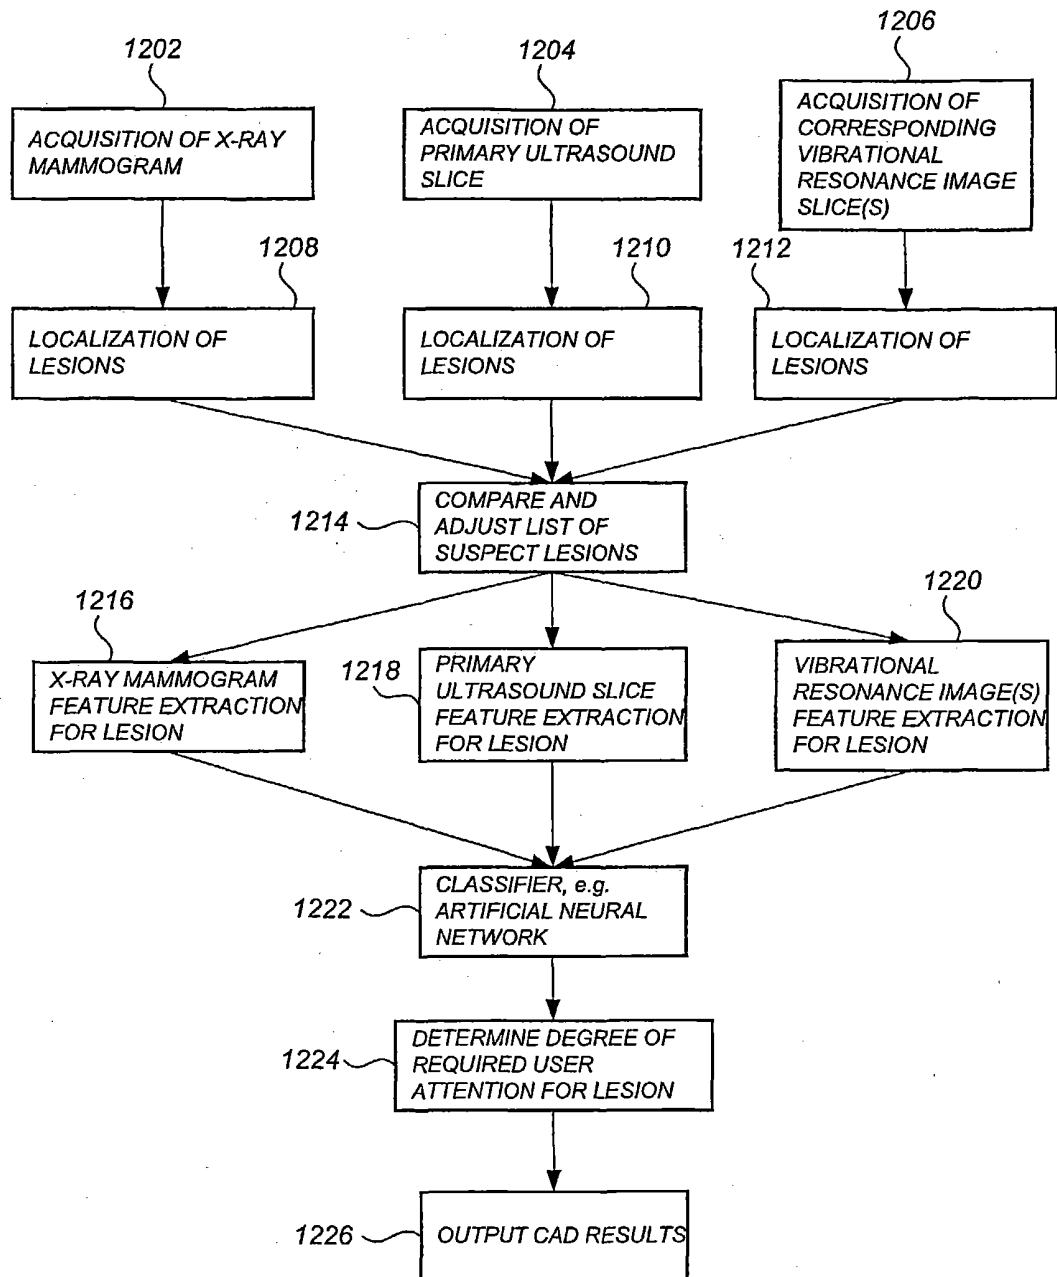 1202
1204
1206
ACQUISITION OF X-RAY
MAMMOGRAM
ACQUISITION OF
PRIMARY ULTRASOUND
SLICE
ACQUISITION OF
CORRESPONDING
VIBRATIONAL
RESONANCE IMAGE
SLICE(S)
1208
1210
1212
LOCALIZATION OF
LESIONS
LOCALIZATION OF
LESIONS
LOCALIZATION OF
LESIONS
1214
COMPARE AND
ADJUST LIST OF
SUSPECT LESIONS
1216
1218
1220
X-RAY MAMMOGRAM
FEATURE EXTRACTION
FOR LESION
PRIMARY
ULTRASOUND SLICE
FEATURE EXTRACTION
FOR LESION
VIBRATIONAL
RESONANCE IMAGE(S)
FEATURE EXTRACTION
FOR LESION
1222
CLASSIFIER, e.g.
ARTIFICIAL NEURAL
NETWORK
1224
DETERMINE DEGREE OF
REQUIRED USER
ATTENTION FOR LESION
1226
OUTPUT CAD RESULTS